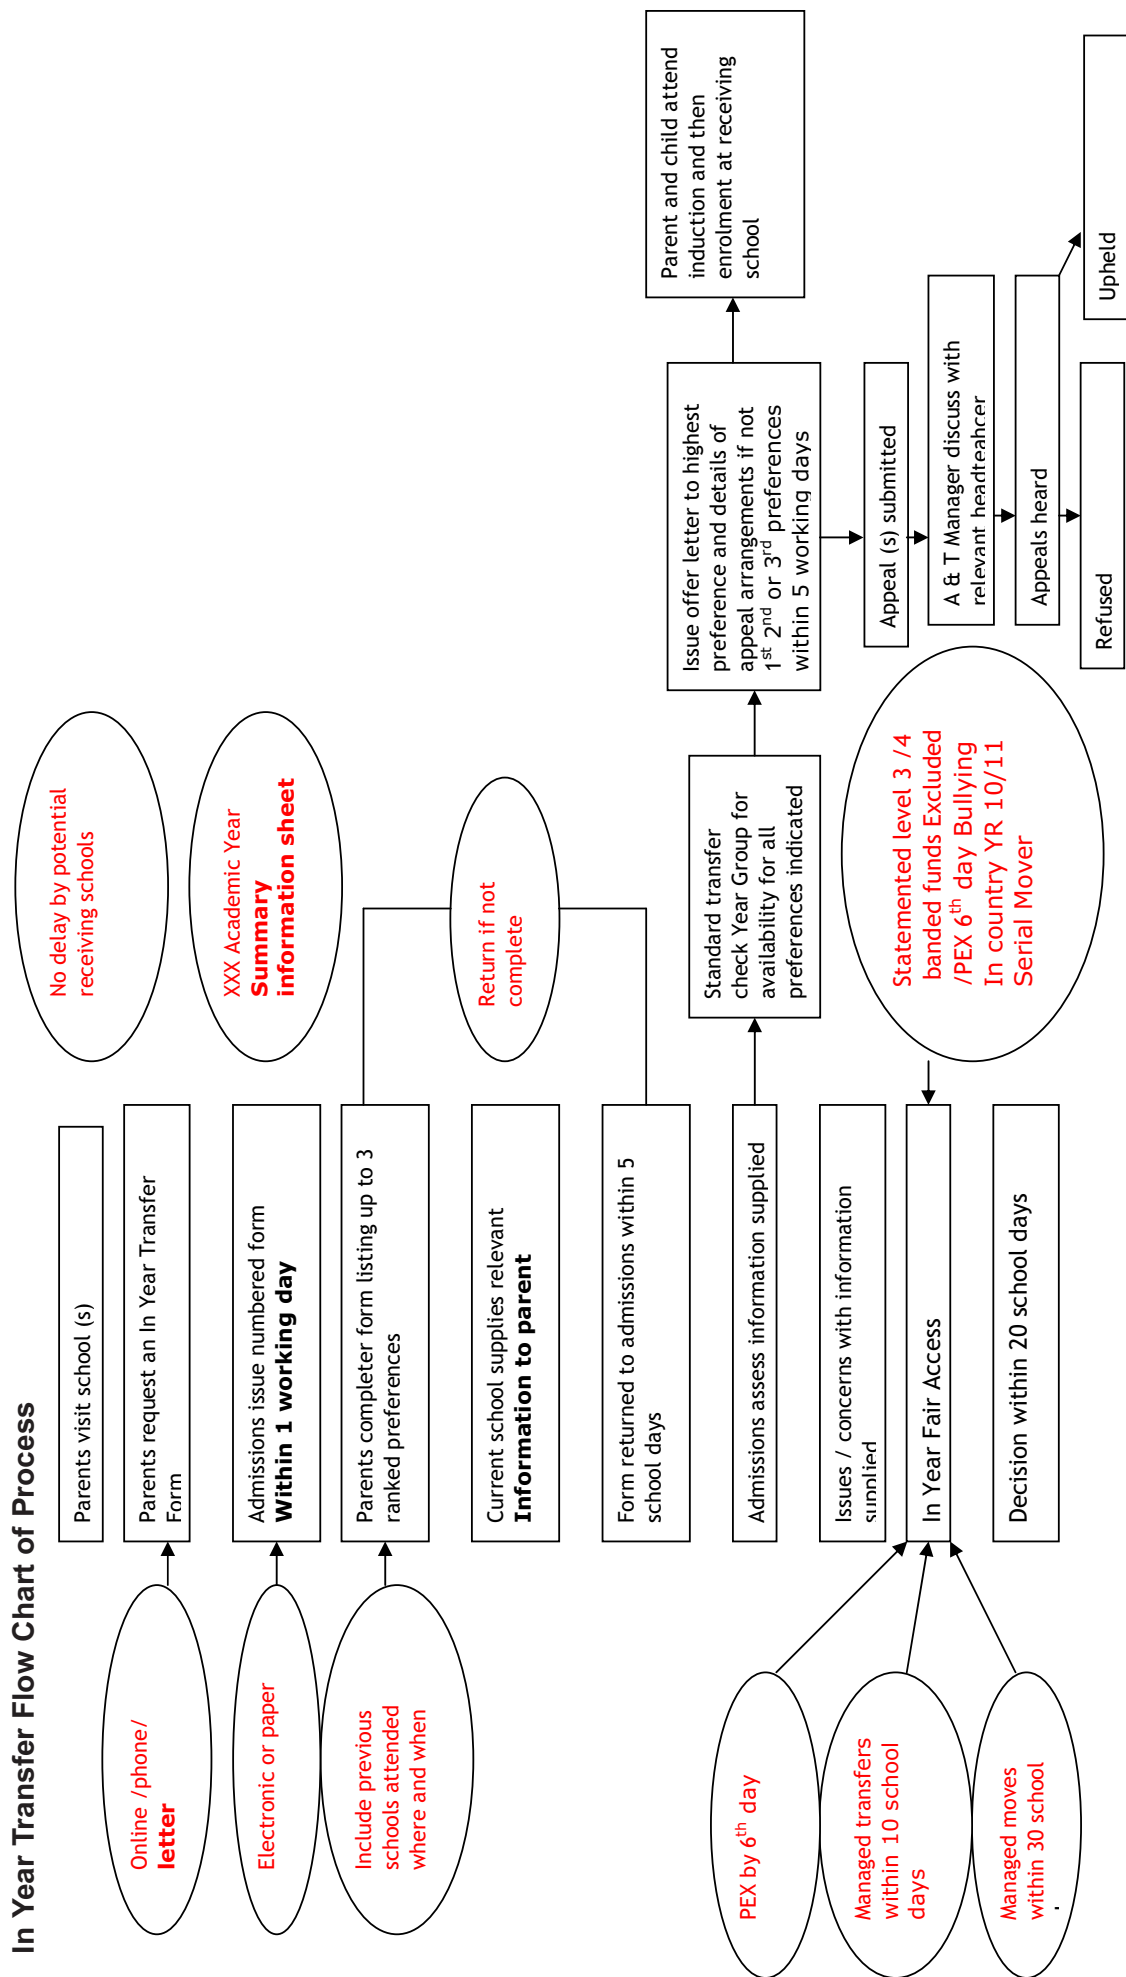 In Year Transfer Flow Chart of Process
Online /phone/
letter
Electronic or paper
Include previous
schools attended
where and when
PEX by 6th day
Managed transfers
within 10 school
days
Managed moves
within 30 school
Parents visit school (s)
Parents request an In Year Transfer
Form
Admissions issue numbered form
Within 1 working day
Parents completer form listing up to 3
ranked preferences
Current school supplies relevant
Information to parent
Form returned to admissions within 5
school days
Admissions assess information supplied
Issues / concerns with information
supplied
In Year Fair Access
Decision within 20 school days
No delay by potential
receiving schools
XXX Academic Year
Summary
information sheet
Return if not
complete
Standard transfer
check Year Group for
availability for all
preferences indicated
Statemented level 3 /4
banded funds Excluded
/PEX 6th day Bullying
In country YR 10/11
Serial Mover
Issue offer letter to highest
preference and details of
appeal arrangements if not
1st 2nd or 3rd preferences
within 5 working days
Parent and child attend
induction and then
enrolment at receiving
school
Appeal (s) submitted
A & T Manager discuss with
relevant headteahcer
Appeals heard
Refused
Upheld